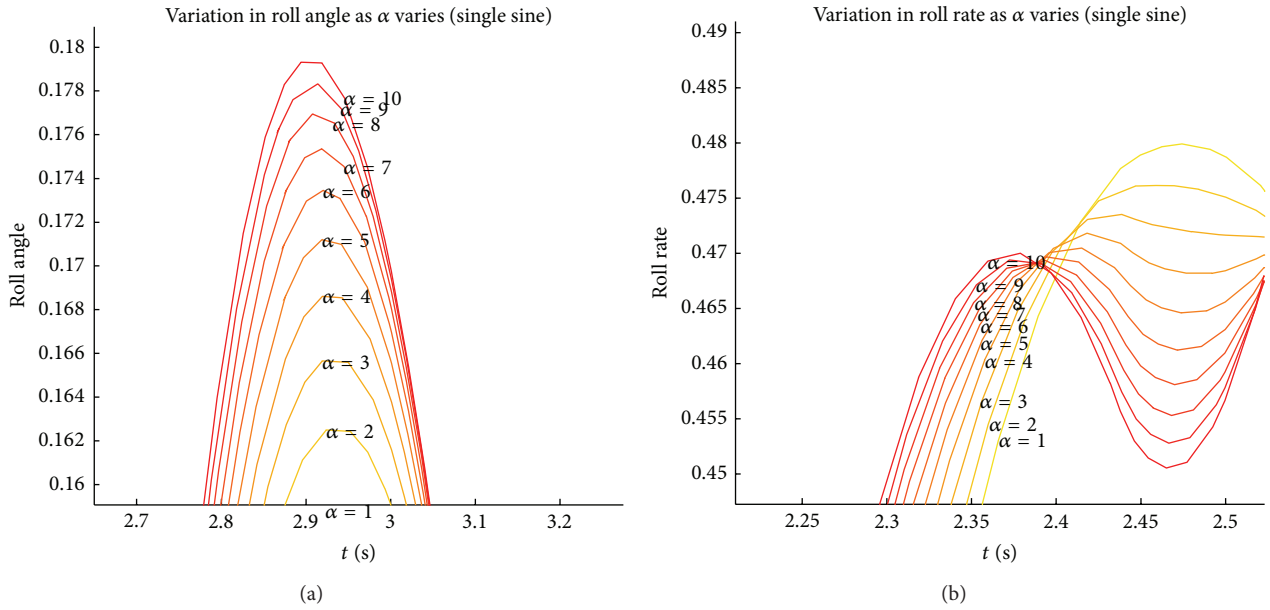 Variation in roll angle as α varies (single sine)
0.18
0.178
0.176
0.174
0.172
0.17
0.168
0.166
0.164
0.162
0.16
Roll angle
α = 10
α = 9
α = 8
α = 7
α = 6
α = 5
α = 4
α = 3
α = 2
α = 1
2.7 2.8 2.9 3 3.1 3.2
t (s)
(a)
Variation in roll rate as α varies (single sine)
0.49
0.485
0.48
0.475
0.47
0.465
0.46
0.455
0.45
Roll rate
α = 10
α = 9
α = 8
α = 7
α = 6
α = 5
α = 4
α = 3
α = 2
α = 1
2.25 2.3 2.35 2.4 2.45 2.5
t (s)
(b)